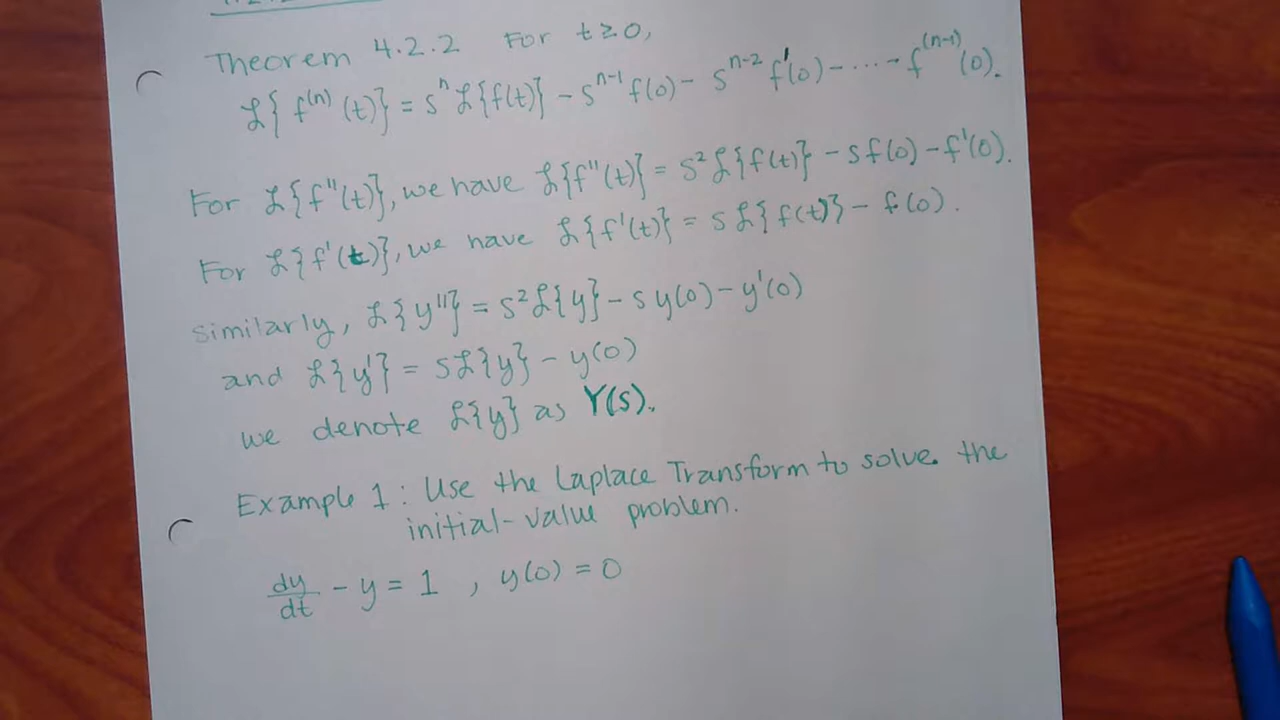 Theorem 4.2.2 For t≥0,
ℒ{f⁽ⁿ⁾(t)} = sⁿℒ{f(t)} - sⁿ⁻¹f(0) - sⁿ⁻²f'(0) - ... - f⁽ⁿ⁻¹⁾(0).
For ℒ{f"(t)}, we have ℒ{f"(t)} = s²ℒ{f(t)} - sf(0) - f'(0).
For ℒ{f'(t)}, we have ℒ{f'(t)} = sℒ{f(t)} - f(0).
similarly, ℒ{y"} = s²ℒ{y} - sy(0) - y'(0)
and ℒ{y'} = sℒ{y} - y(0)
we denote ℒ{y} as Y(s).
Example 1: Use the Laplace Transform to solve the
initial-value problem.
dy/dt - y = 1 , y(0) = 0